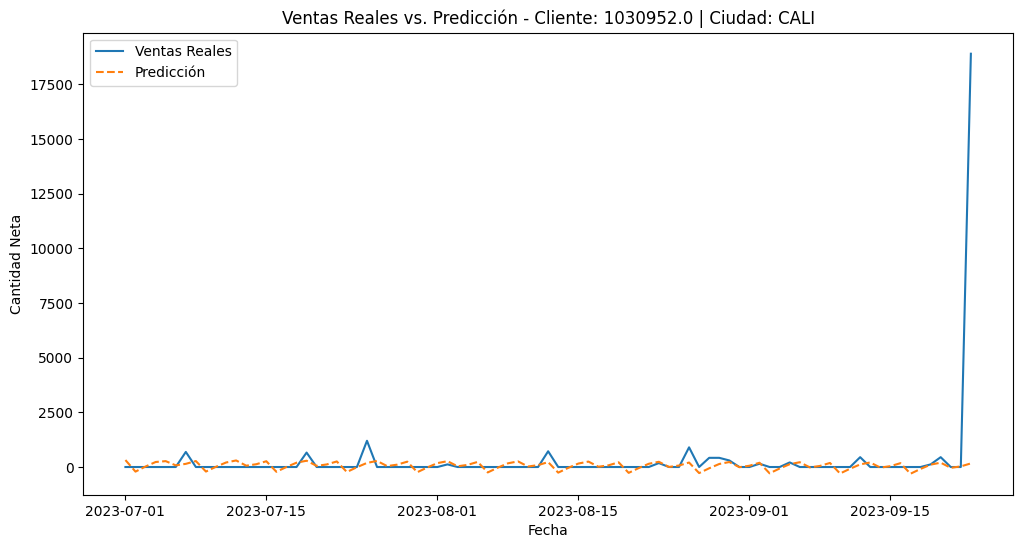 Ventas Reales vs. Predicción - Cliente: 1030952.0 | Ciudad: CALI
Ventas Reales
Predicción
17500
15000
12500
10000
7500
5000
2500
0
Cantidad Neta
2023-07-01
2023-07-15
2023-08-01
2023-08-15
2023-09-01
2023-09-15
Fecha